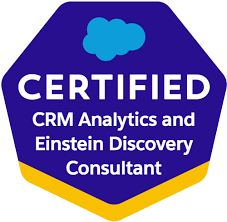 CERTIFIED
CRM Analytics and
Einstein Discovery
Consultant